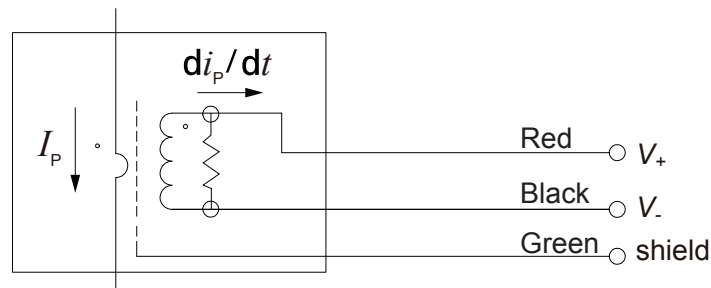 di_P/dt
I_P
Red V+
Black V-
Green shield